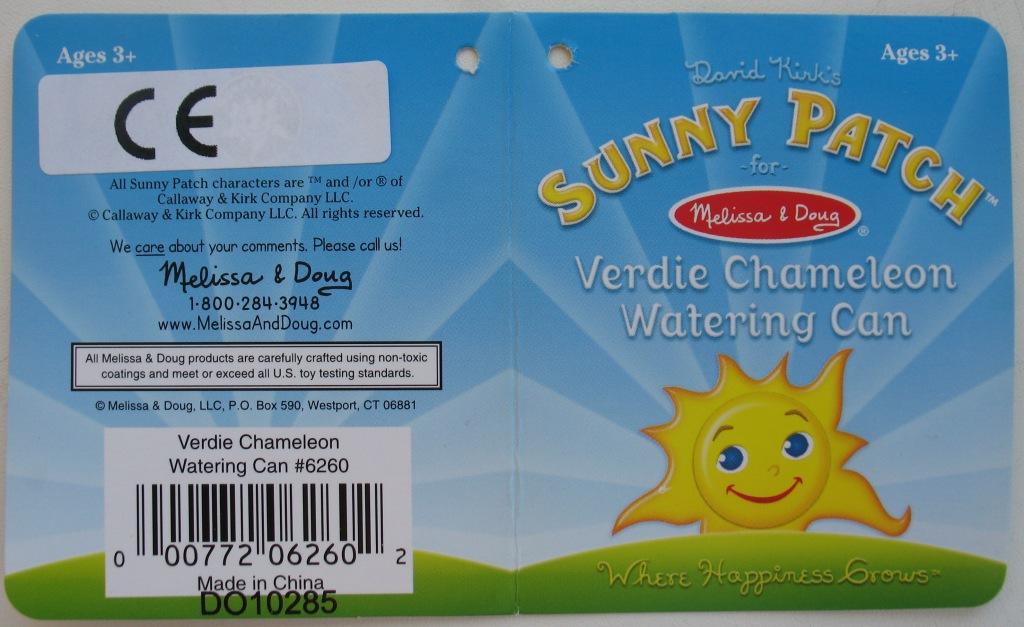 Ages 3+
CE
All Sunny Patch characters are ™ and /or ® of
Callaway & Kirk Company LLC.
© Callaway & Kirk Company LLC. All rights reserved.
We care about your comments. Please call us!
Melissa & Doug
1-800-284-3948
www.MelissaAndDoug.com
All Melissa & Doug products are carefully crafted using non-toxic
coatings and meet or exceed all U.S. toy testing standards.
© Melissa & Doug, LLC, P.O. Box 590, Westport, CT 06881
Verdie Chameleon
Watering Can #6260
0 00772 06260 2
Made in China
DO10285
Ages 3+
David Kirk's
SUNNY PATCH™
-for-
Melissa & Doug®
Verdie Chameleon
Watering Can
Where Happiness Grows™